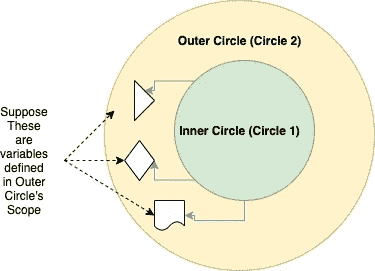 Outer Circle (Circle 2)
Inner Circle (Circle 1)
Suppose
These
are
variables
defined
in Outer
Circle's
Scope